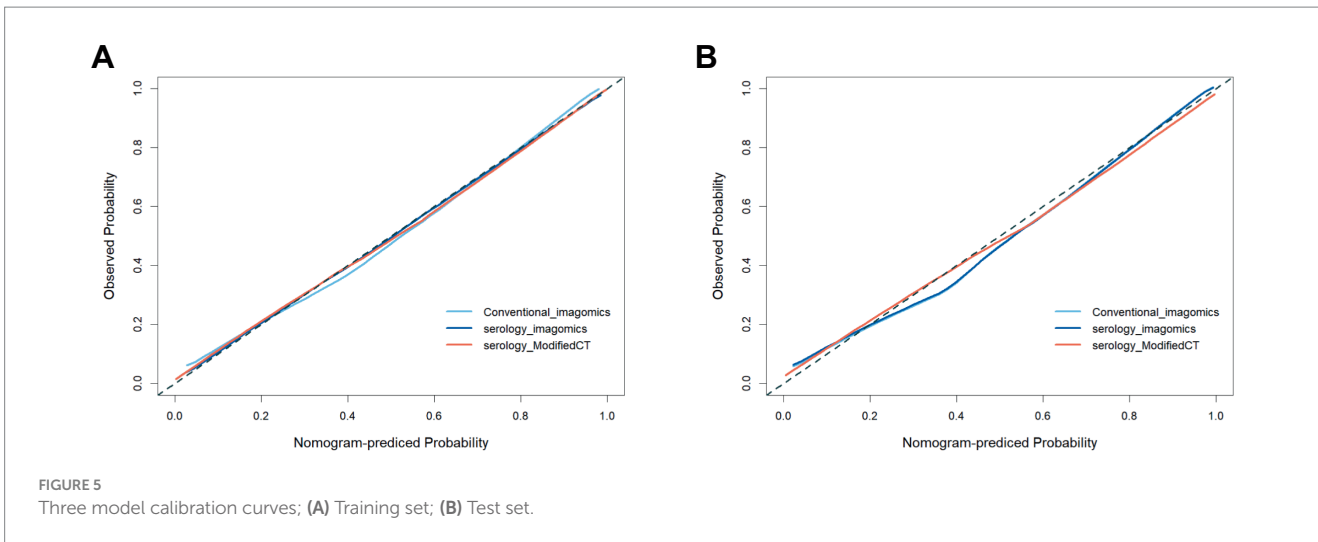 A
Observed Probability
1.0
0.8
0.6
0.4
0.2
0.0
Conventional_imagomics
serology_imagomics
serology_ModifiedCT
0.0 0.2 0.4 0.6 0.8 1.0
Nomogram-prediced Probability
B
Observed Probability
1.0
0.8
0.6
0.4
0.2
0.0
Conventional_imagomics
serology_imagomics
serology_ModifiedCT
0.0 0.2 0.4 0.6 0.8 1.0
Nomogram-prediced Probability
FIGURE 5
Three model calibration curves; (A) Training set; (B) Test set.